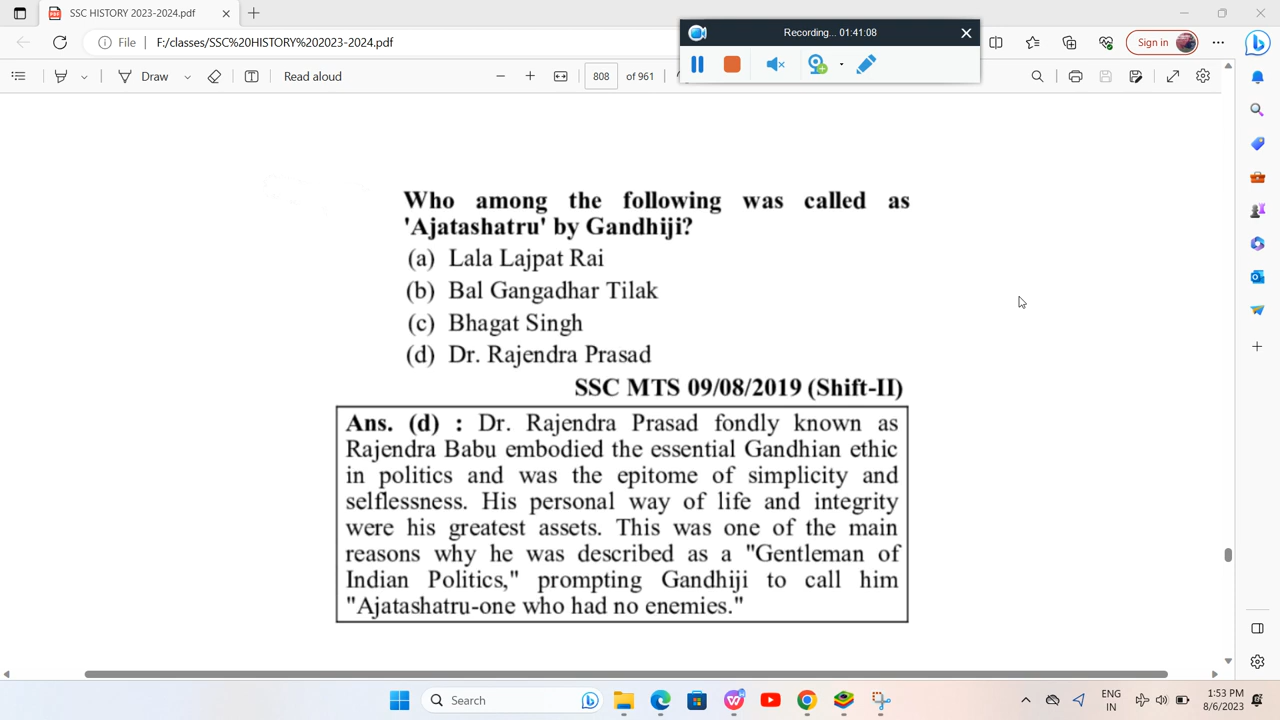 SSC HISTORY 2023-2024.pdf
Recording... 01:41:08
File F:/classes/SSC%20HISTORY%202023-2024.pdf
Sign in
Draw
Read aloud
808 of 961
Who among the following was called as
'Ajatashatru' by Gandhiji?
(a) Lala Lajpat Rai
(b) Bal Gangadhar Tilak
(c) Bhagat Singh
(d) Dr. Rajendra Prasad
SSC MTS 09/08/2019 (Shift-II)
Ans. (d) : Dr. Rajendra Prasad fondly known as
Rajendra Babu embodied the essential Gandhian ethic
in politics and was the epitome of simplicity and
selflessness. His personal way of life and integrity
were his greatest assets. This was one of the main
reasons why he was described as a "Gentleman of
Indian Politics," prompting Gandhiji to call him
"Ajatashatru-one who had no enemies."
Search
ENG
IN
1:53 PM
8/6/2023